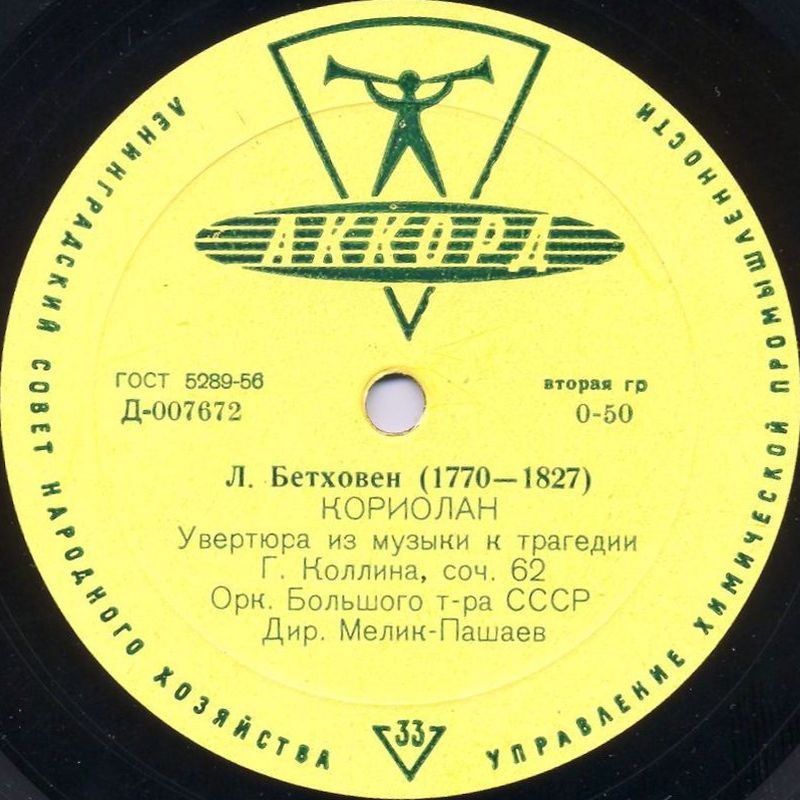 АККОРД
ЛЕНИНГРАДСКИЙ СОВЕТ НАРОДНОГО ХОЗЯЙСТВА
УПРАВЛЕНИЕ ХИМИЧЕСКОЙ ПРОМЫШЛЕННОСТИ
ГОСТ 5289-56
вторая гр
Д-007672
0-50
Л. Бетховен (1770—1827)
КОРИОЛАН
Увертюра из музыки к трагедии
Г. Коллина, соч. 62
Орк. Большого т-ра СССР
Дир. Мелик-Пашаев
33